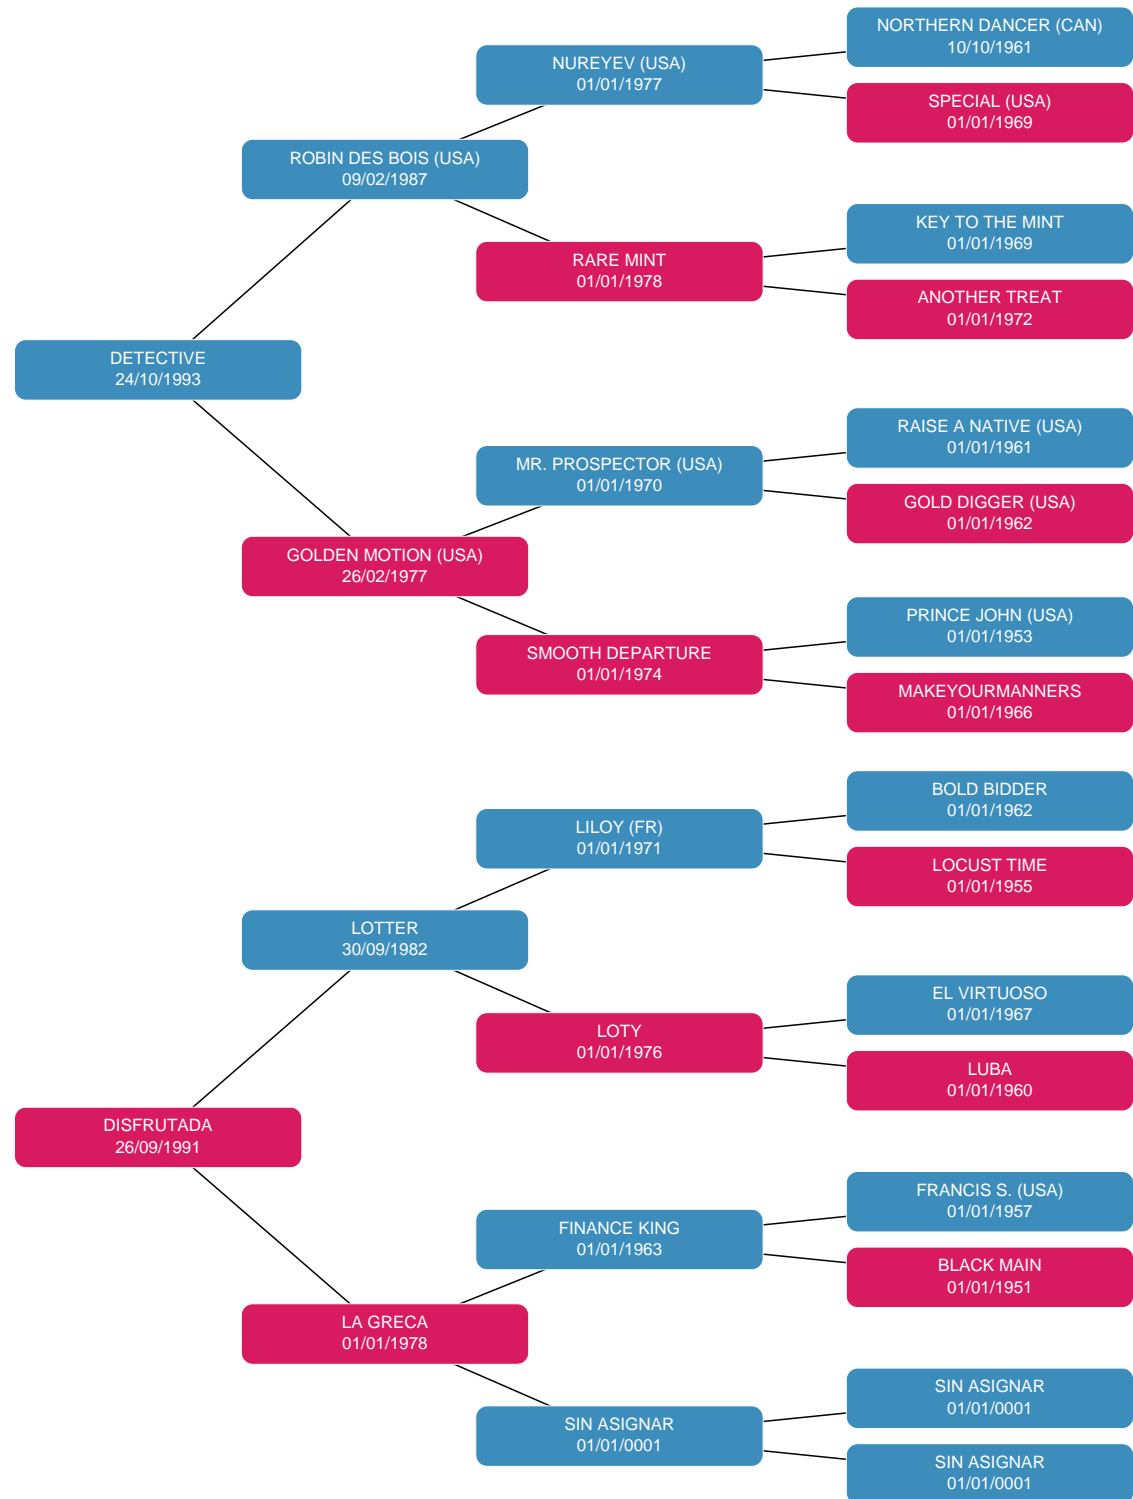 NORTHERN DANCER (CAN)
10/10/1961
NUREYEV (USA)
01/01/1977
SPECIAL (USA)
01/01/1969
ROBIN DES BOIS (USA)
09/02/1987
KEY TO THE MINT
01/01/1969
RARE MINT
01/01/1978
ANOTHER TREAT
01/01/1972
DETECTIVE
24/10/1993
RAISE A NATIVE (USA)
01/01/1961
MR. PROSPECTOR (USA)
01/01/1970
GOLD DIGGER (USA)
01/01/1962
GOLDEN MOTION (USA)
26/02/1977
PRINCE JOHN (USA)
01/01/1953
SMOOTH DEPARTURE
01/01/1974
MAKEYOURMANNERS
01/01/1966
BOLD BIDDER
01/01/1962
LILOY (FR)
01/01/1971
LOCUST TIME
01/01/1955
LOTTER
30/09/1982
EL VIRTUOSO
01/01/1967
LOTY
01/01/1976
LUBA
01/01/1960
DISFRUTADA
26/09/1991
FRANCIS S. (USA)
01/01/1957
FINANCE KING
01/01/1963
BLACK MAIN
01/01/1951
LA GRECA
01/01/1978
SIN ASIGNAR
01/01/0001
SIN ASIGNAR
01/01/0001
SIN ASIGNAR
01/01/0001